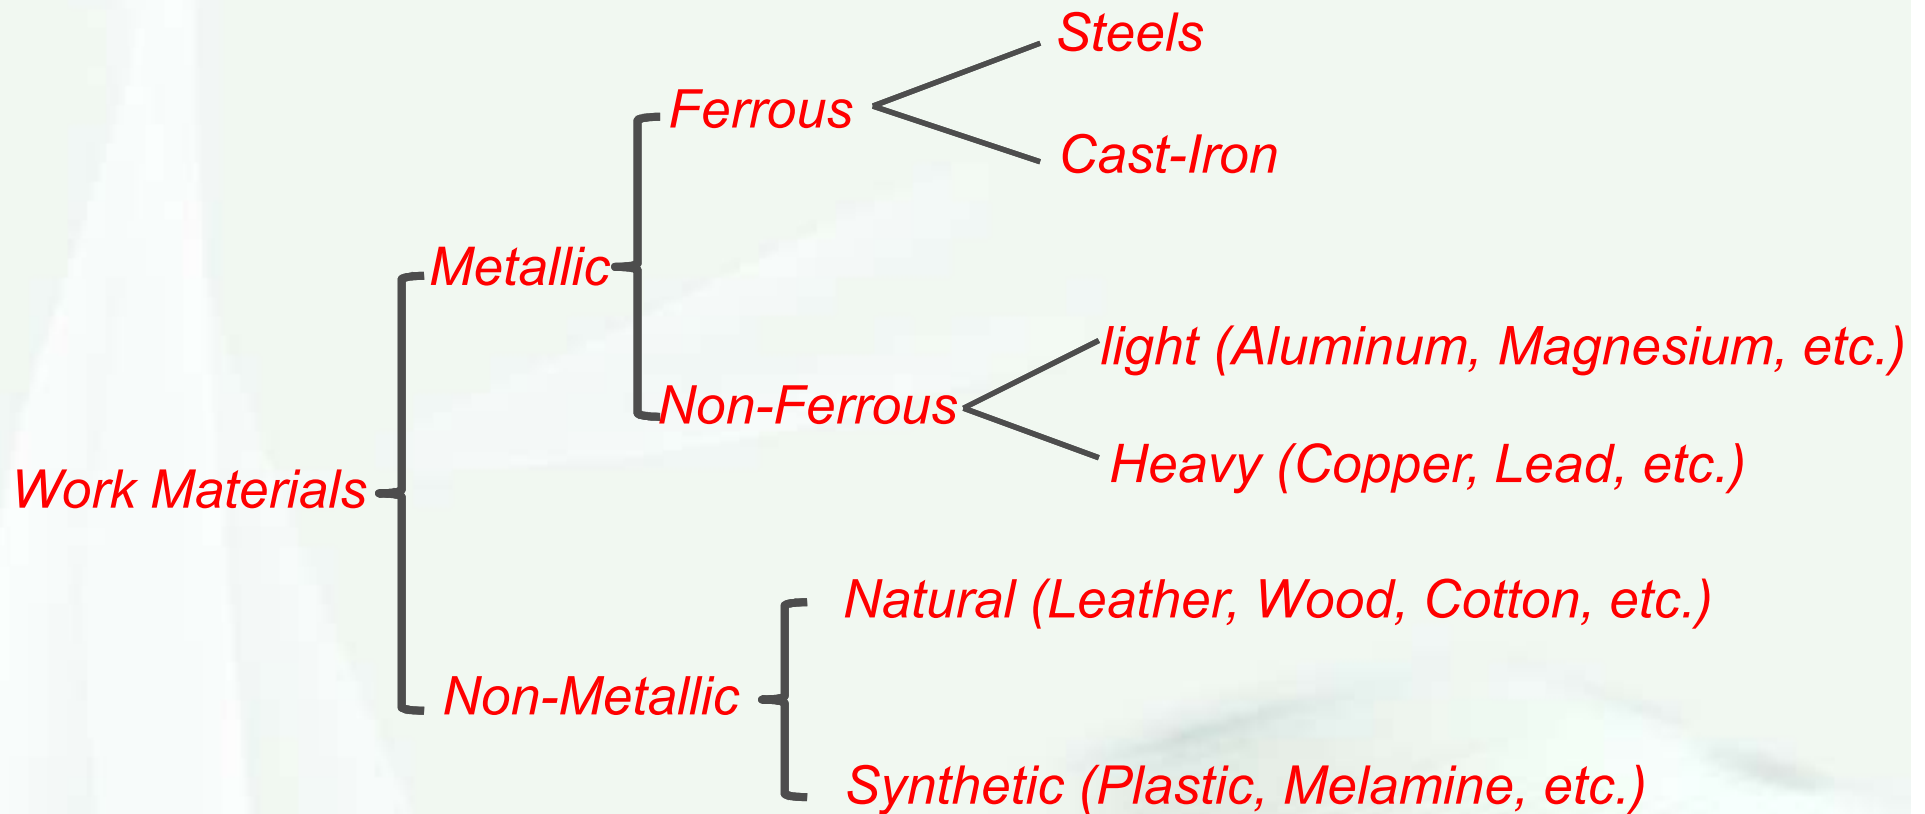 Steels
Ferrous
Cast-Iron
Metallic
light (Aluminum, Magnesium, etc.)
Non-Ferrous
Heavy (Copper, Lead, etc.)
Work Materials
Natural (Leather, Wood, Cotton, etc.)
Non-Metallic
Synthetic (Plastic, Melamine, etc.)